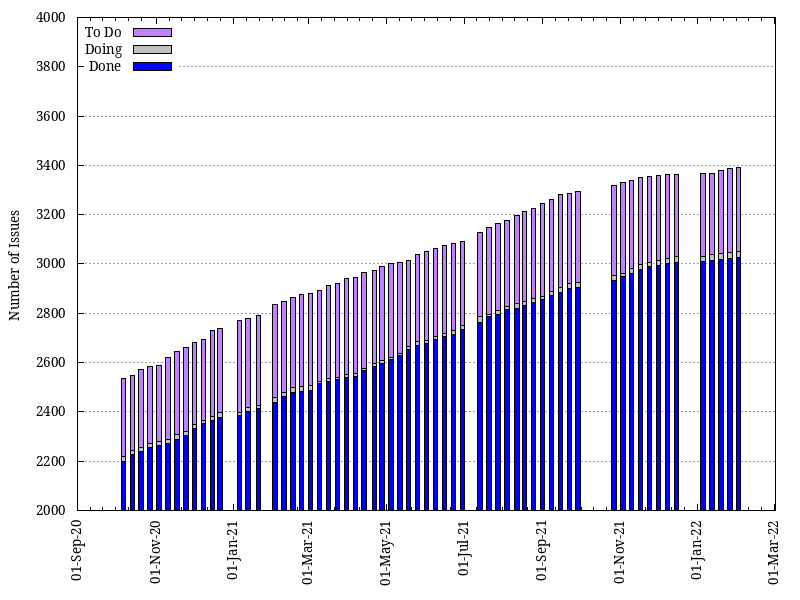 4000
3800
3600
3400
3200
3000
2800
2600
2400
2200
2000
Number of Issues
To Do
Doing
Done
01-Sep-20
01-Nov-20
01-Jan-21
01-Mar-21
01-May-21
01-Jul-21
01-Sep-21
01-Nov-21
01-Jan-22
01-Mar-22